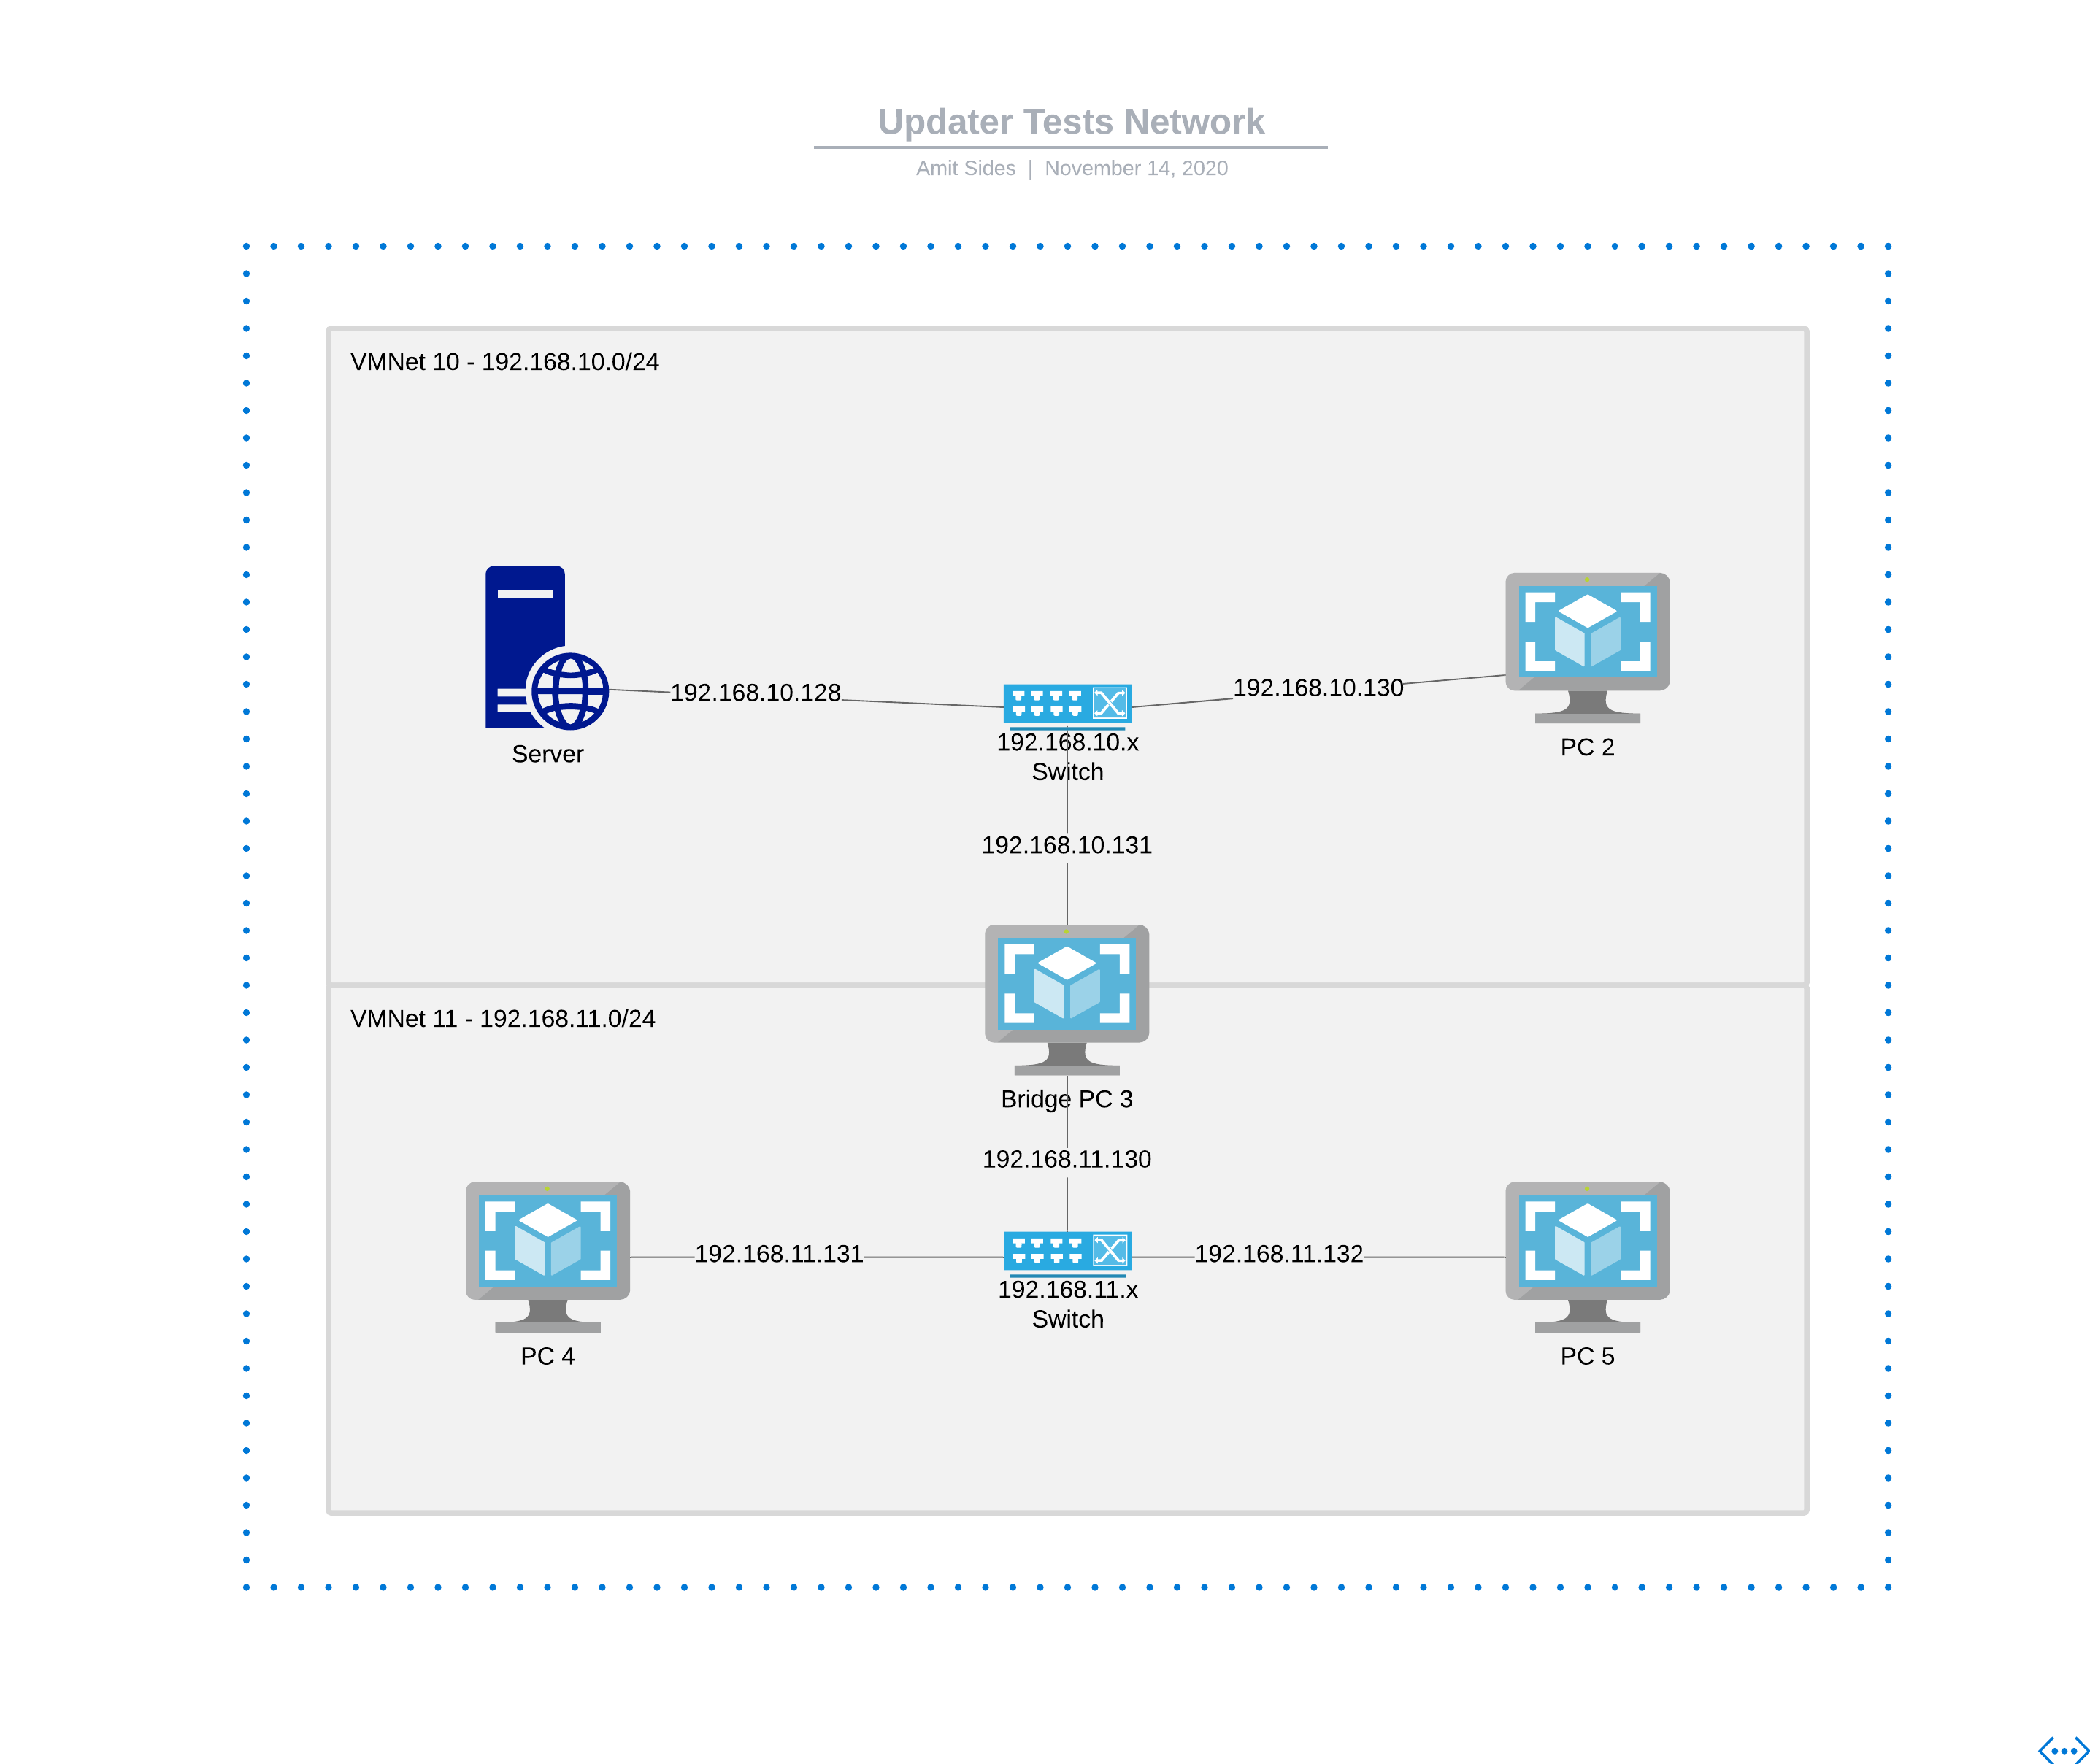 Updater Tests Network
Amit Sides | November 14, 2020
VMNet 10 - 192.168.10.0/24
192.168.10.128
192.168.10.130
Server
192.168.10.x
Switch
PC 2
192.168.10.131
VMNet 11 - 192.168.11.0/24
Bridge PC 3
192.168.11.130
192.168.11.131
192.168.11.132
192.168.11.x
Switch
PC 4
PC 5